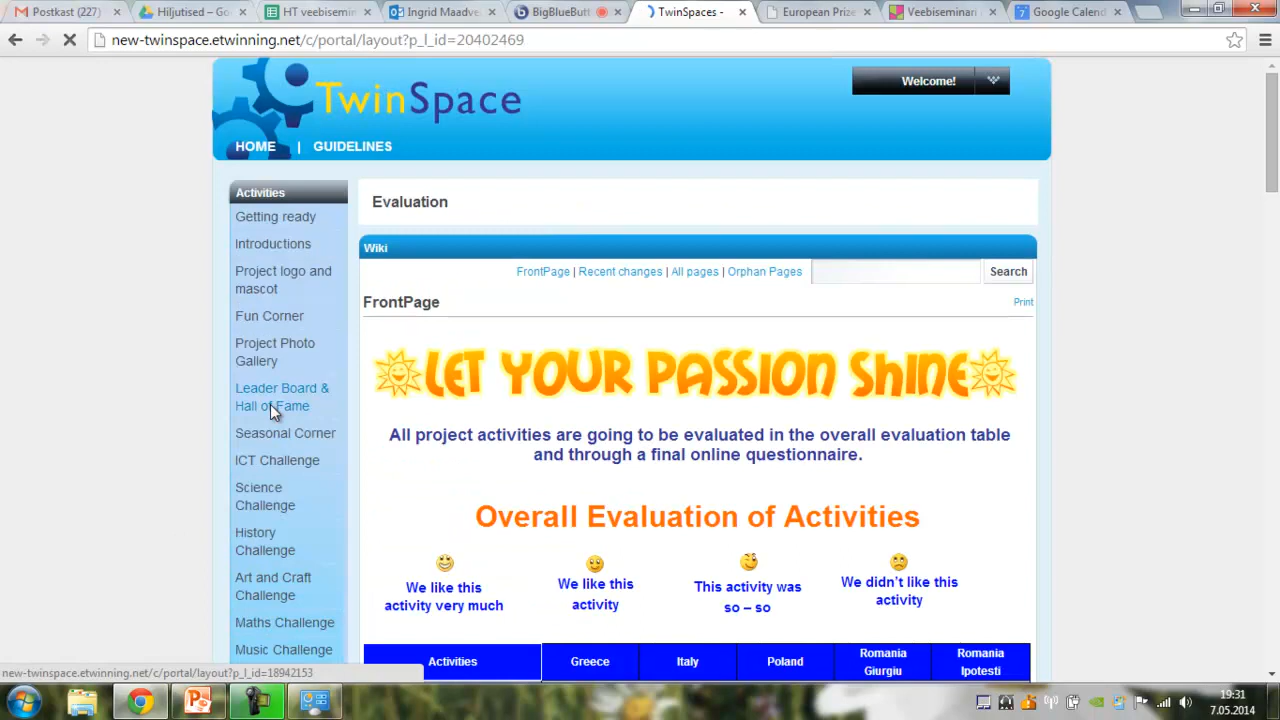 Postkast (227)
Hiljutised – Go
HT veebisemin
Ingrid Maadve
BigBlueButt
TwinSpaces -
European Prize
Veebiseminari
Google Calend
new-twinspace.etwinning.net/c/portal/layout?p_l_id=20402469
TwinSpace
Welcome!
HOME | GUIDELINES
Activities
Getting ready
Introductions
Project logo and
mascot
Fun Corner
Project Photo
Gallery
Leader Board &
Hall of Fame
Seasonal Corner
ICT Challenge
Science
Challenge
History
Challenge
Art and Craft
Challenge
Maths Challenge
Music Challenge
Evaluation
Wiki
FrontPage | Recent changes | All pages | Orphan Pages
Search
FrontPage
Print
LET YOUR PASSION ShINE
All project activities are going to be evaluated in the overall evaluation table
and through a final online questionnaire.
Overall Evaluation of Activities
We like this
activity very much
We like this
activity
This activity was
so – so
We didn't like this
activity
Activities
Greece
Italy
Poland
Romania
Giurgiu
Romania
Ipotesti
new-twinspace.etwinning.net/c/portal/layout?p_l_id=18942153
19:31
7.05.2014